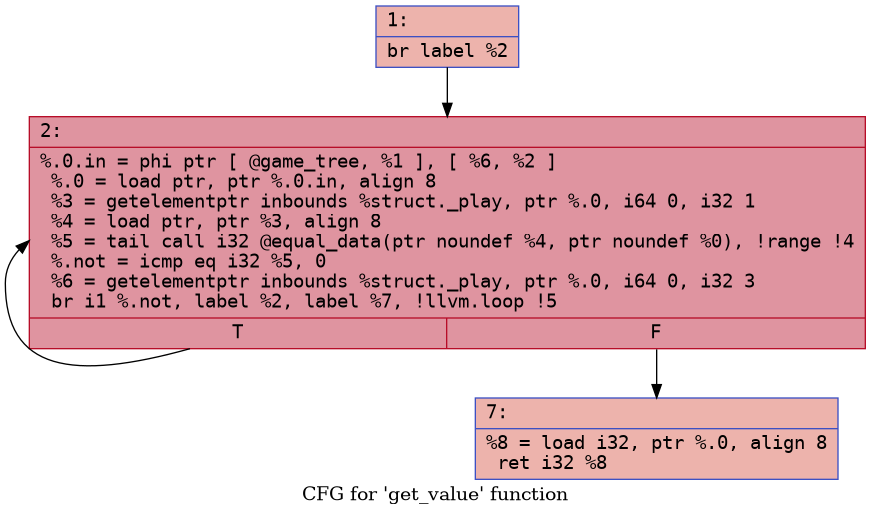 1:
br label %2
2:
%.0.in = phi ptr [ @game_tree, %1 ], [ %6, %2 ]
%.0 = load ptr, ptr %.0.in, align 8
%3 = getelementptr inbounds %struct._play, ptr %.0, i64 0, i32 1
%4 = load ptr, ptr %3, align 8
%5 = tail call i32 @equal_data(ptr noundef %4, ptr noundef %0), !range !4
%.not = icmp eq i32 %5, 0
%6 = getelementptr inbounds %struct._play, ptr %.0, i64 0, i32 3
br i1 %.not, label %2, label %7, !llvm.loop !5
T F
7:
%8 = load i32, ptr %.0, align 8
ret i32 %8
CFG for 'get_value' function